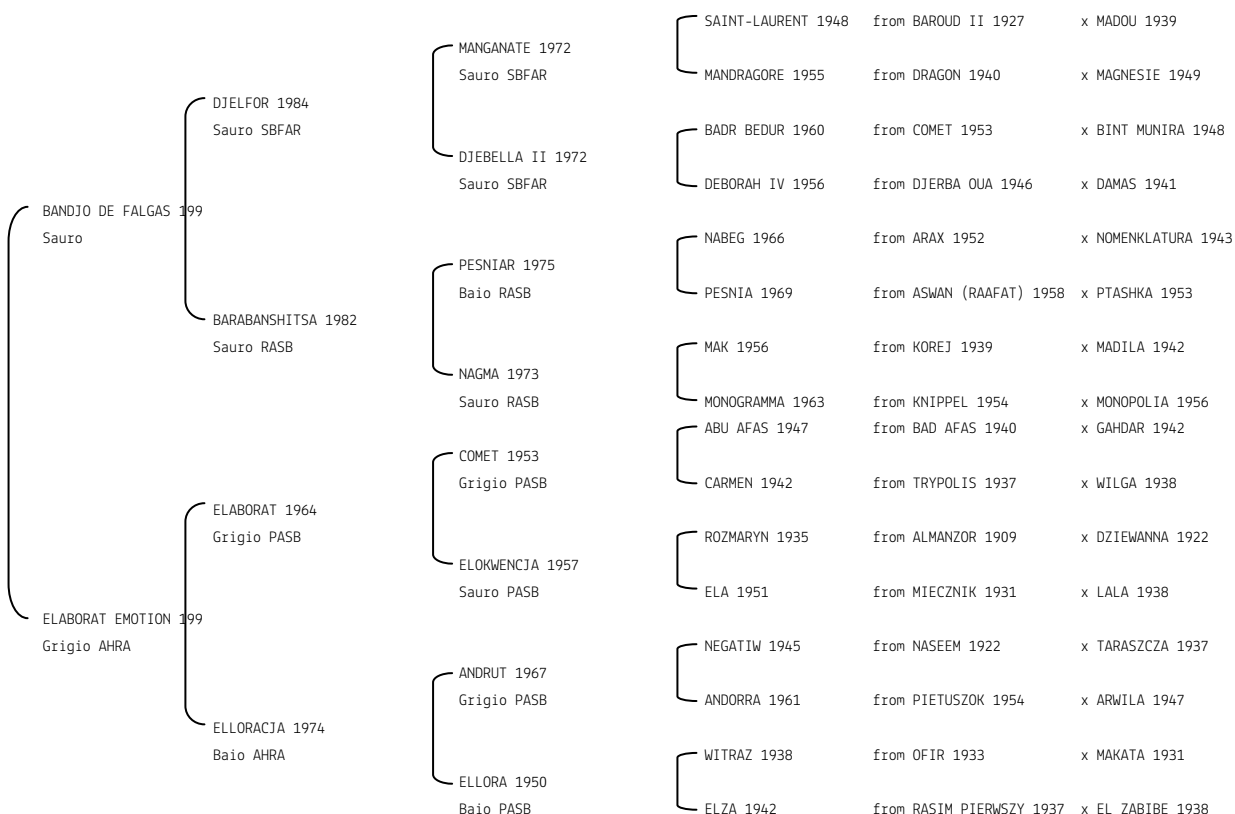 SAINT-LAURENT 1948 from BAROUD II 1927 x MADOU 1939
MANGANATE 1972
Sauro SBFAR MANDRAGORE 1955 from DRAGON 1940 x MAGNESIE 1949
DJELFOR 1984
Sauro SBFAR BADR BEDUR 1960 from COMET 1953 x BINT MUNIRA 1948
DJEBELLA II 1972
Sauro SBFAR DEBORAH IV 1956 from DJERBA OUA 1946 x DAMAS 1941
BANDJO DE FALGAS 199
Sauro NABEG 1966 from ARAX 1952 x NOMENKLATURA 1943
PESNIAR 1975
Baio RASB PESNIA 1969 from ASWAN (RAAFAT) 1958 x PTASHKA 1953
BARABANSHITSA 1982
Sauro RASB MAK 1956 from KOREJ 1939 x MADILA 1942
NAGMA 1973
Sauro RASB MONOGRAMMA 1963 from KNIPPEL 1954 x MONOPOLIA 1956
ABU AFAS 1947 from BAD AFAS 1940 x GAHDAR 1942
COMET 1953
Grigio PASB CARMEN 1942 from TRYPOLIS 1937 x WILGA 1938
ELABORAT 1964
Grigio PASB ROZMARYN 1935 from ALMANZOR 1909 x DZIEWANNA 1922
ELOKWENCJA 1957
Sauro PASB ELA 1951 from MIECZNIK 1931 x LALA 1938
ELABORAT EMOTION 199
Grigio AHRA NEGATIW 1945 from NASEEM 1922 x TARASZCZA 1937
ANDRUT 1967
Grigio PASB ANDORRA 1961 from PIETUSZOK 1954 x ARWILA 1947
ELLORACJA 1974
Baio AHRA WITRAZ 1938 from OFIR 1933 x MAKATA 1931
ELLORA 1950
Baio PASB ELZA 1942 from RASIM PIERWSZY 1937 x EL ZABIBE 1938